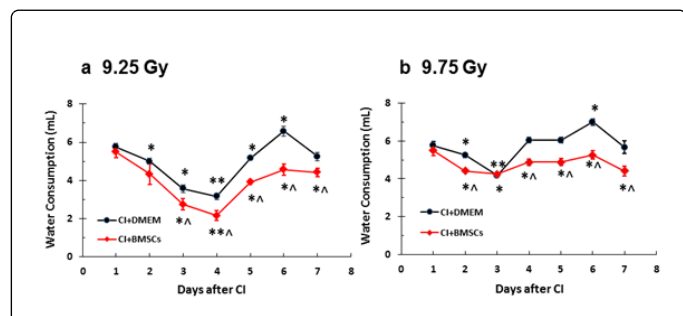 a 9.25 Gy
8
6
4
2
0
Water Consumption (mL)
* * ** * *
*^ **^ *^ *^ *^
CI+DMEM
CI+BMSCs
0 1 2 3 4 5 6 7 8
Days after CI
b 9.75 Gy
8
6
4
2
0
Water Consumption (mL)
* ** *
*^ * *^ *^ *^ *^
CI+DMEM
CI+BMSCs
0 1 2 3 4 5 6 7 8
Days after CI